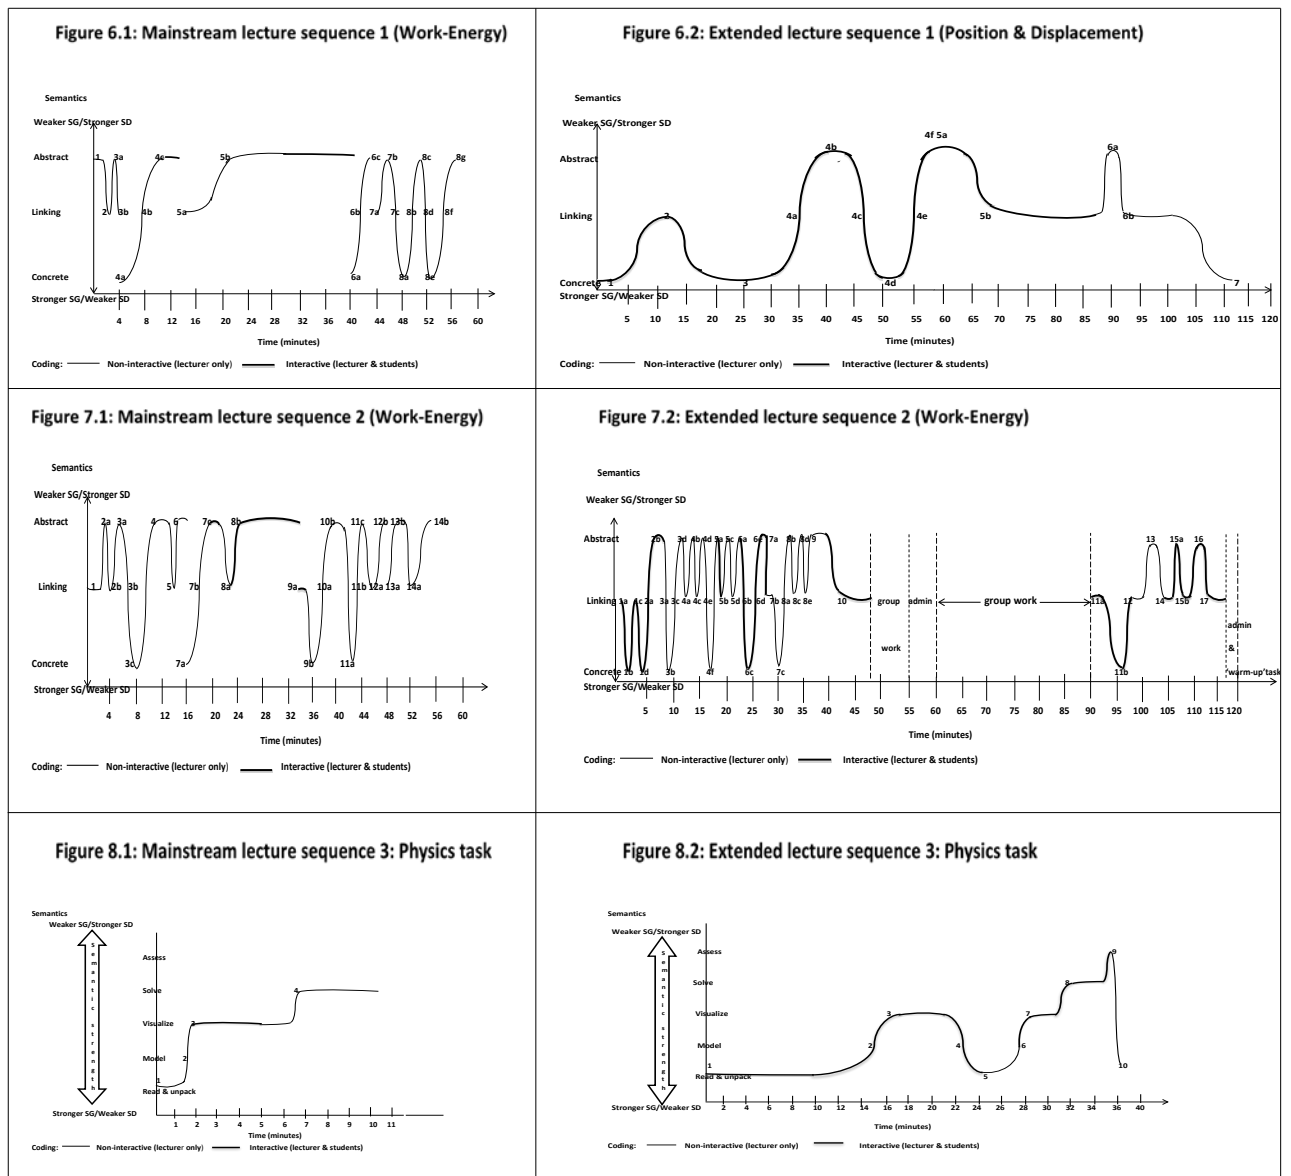 Figure 6.1: Mainstream lecture sequence 1 (Work-Energy)
Semantics
Weaker SG/Stronger SD
Abstract 1 3a 4c 5b 6c 7b 8c 8g
Linking 2 3b 4b 5a 6b 7a 7c 8b 8d 8f
Concrete 4a 6a 8a 8e
Stronger SG/Weaker SD
4 8 12 16 20 24 28 32 36 40 44 48 52 56 60
Time (minutes)
Coding: Non-interactive (lecturer only) Interactive (lecturer & students)
Figure 6.2: Extended lecture sequence 1 (Position & Displacement)
Semantics
Weaker SG/Stronger SD
4f 5a
4b 6a
Abstract
Linking 2 4a 4c 4e 5b 6b
Concrete 1 3 4d 7
Stronger SG/Weaker SD
5 10 15 20 25 30 35 40 45 50 55 60 65 70 75 80 85 90 95 100 105 110 115 120
Time (minutes)
Coding: Non-interactive (lecturer only) Interactive (lecturer & students)
Figure 7.1: Mainstream lecture sequence 2 (Work-Energy)
Semantics
Weaker SG/Stronger SD
Abstract 2a 3a 4 6 7c 8b 10b 11c 12b 13b 14b
Linking 1 2b 3b 5 7b 8a 9a 10a 11b 12a 13a 14a
Concrete 3c 7a 9b 11a
Stronger SG/Weaker SD
4 8 12 16 20 24 28 32 36 40 44 48 52 56 60
Time (minutes)
Coding: Non-interactive (lecturer only) Interactive (lecturer & students)
Figure 7.2: Extended lecture sequence 2 (Work-Energy)
Semantics
Weaker SG/Stronger SD
Abstract 2b 3d 4b 4d 5a 5c 6a 6e 7a 8b 8d 9 13 15a 16
Linking 1a 1c 2a 3a 3c 4a 4c 4e 5b 5d 6b 6d 7b 8a 8c 8e 10 group admin group work 11a 12 14 15b 17
admin
work &
Concrete 1b 1d 3b 4f 6c 7c 11b warm-up'task
Stronger SG/Weaker SD
5 10 15 20 25 30 35 40 50 55 60 65 70 75 80 85 90 95 100 105 110 115 120
Time (minutes)
Coding: Non-interactive (lecturer only) Interactive (lecturer & students)
Figure 8.1: Mainstream lecture sequence 3: Physics task
Semantics
Weaker SG/Stronger SD
Semantic strength
Assess
Solve 4
Visualize 3
Model 2
1
Read & unpack
Stronger SG/Weaker SD
1 2 3 4 5 6 7 8 9 10 11
Time (minutes)
Coding: Non-interactive (lecturer only) Interactive (lecturer & students)
Figure 8.2: Extended lecture sequence 3: Physics task
Semantics
Weaker SG/Stronger SD
Semantic strength
Assess 9
Solve 8
Visualize 3 7
Model 2 4 6
1 10
Read & unpack 5
Stronger SG/Weaker SD
2 4 6 8 10 12 14 16 18 20 22 24 26 28 30 32 34 36 40
Time (minutes)
Coding: Non-interactive (lecturer only) Interactive (lecturer & students)